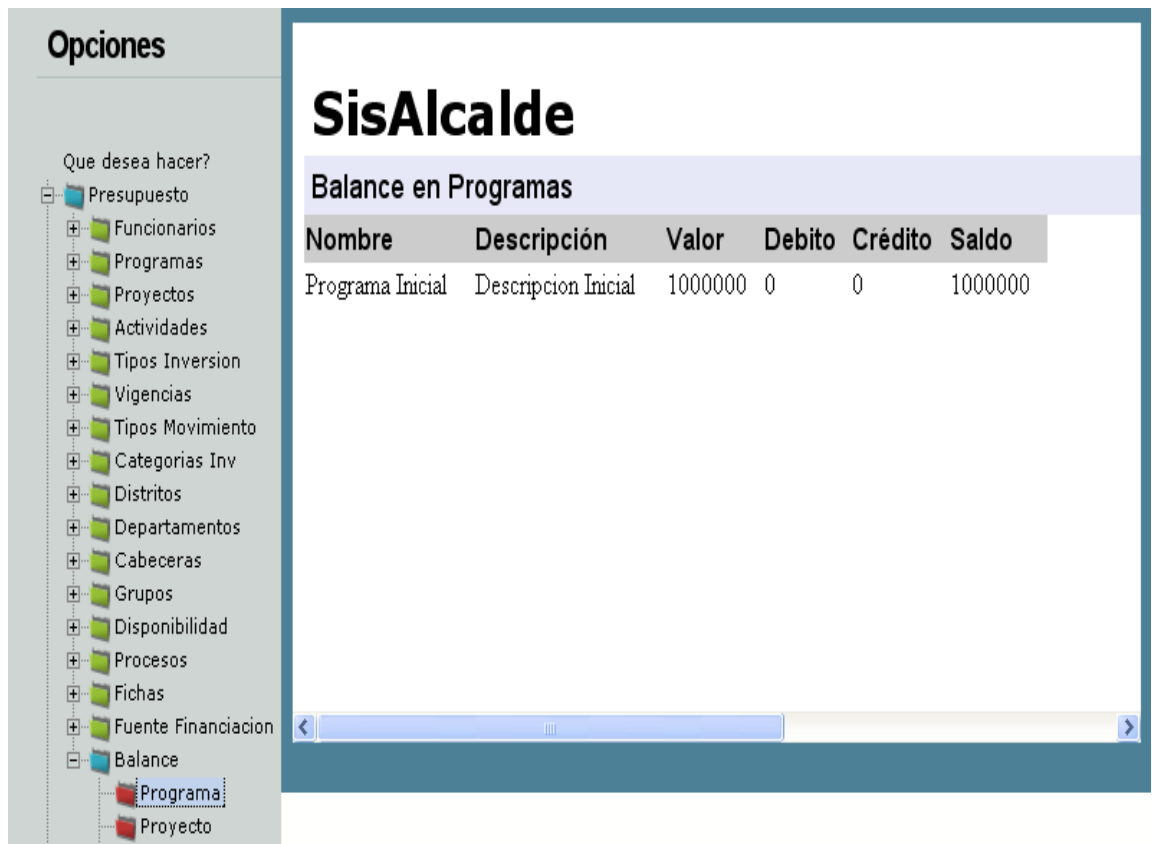 Opciones
Que desea hacer?
Presupuesto
Funcionarios
Programas
Proyectos
Actividades
Tipos Inversion
Vigencias
Tipos Movimiento
Categorias Inv
Distritos
Departamentos
Cabeceras
Grupos
Disponibilidad
Procesos
Fichas
Fuente Financiacion
Balance
Programa
Proyecto
SisAlcalde
Balance en Programas
Nombre Descripción Valor Debito Crédito Saldo
Programa Inicial Descripcion Inicial 1000000 0 0 1000000